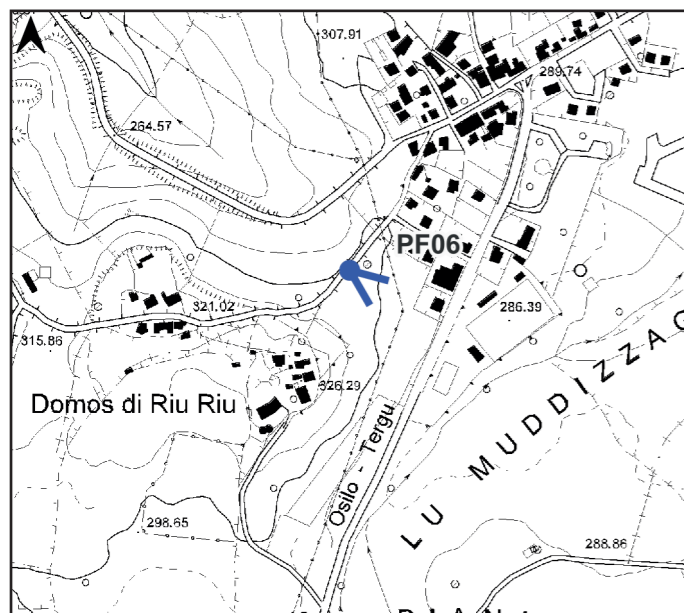 307.91
289.74
264.57
PF06
321.02
286.39
315.86
326.29
Domos di Riu Riu
Osilo - Tergu
LU MUDDIZZA
298.65
288.86